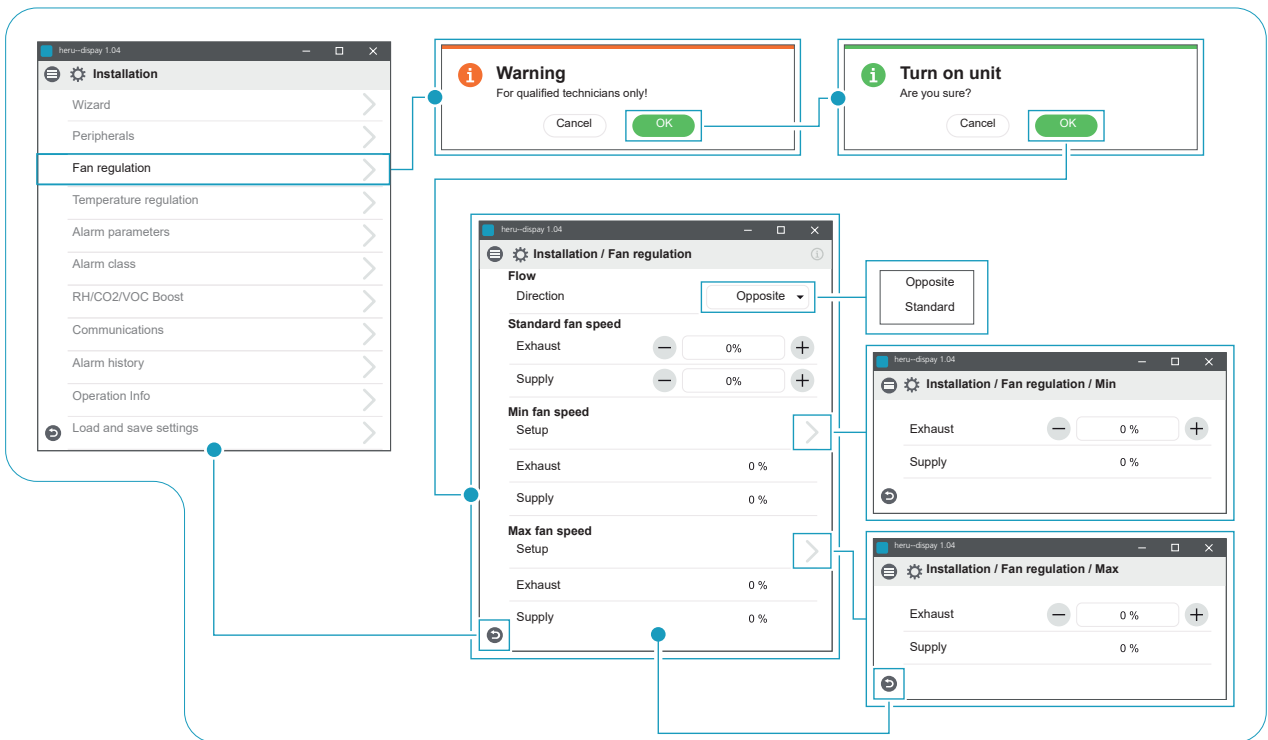 heru--dispay 1.04
Installation
Wizard
Peripherals
Fan regulation
Temperature regulation
Alarm parameters
Alarm class
RH/CO2/VOC Boost
Communications
Alarm history
Operation Info
Load and save settings
Warning
For qualified technicians only!
Cancel OK
Turn on unit
Are you sure?
Cancel OK
heru--dispay 1.04
Installation / Fan regulation
Flow
Direction Opposite
Standard fan speed
Exhaust 0%
Supply 0%
Min fan speed
Setup
Exhaust 0 %
Supply 0 %
Max fan speed
Setup
Exhaust 0 %
Supply 0 %
Opposite
Standard
heru--dispay 1.04
Installation / Fan regulation / Min
Exhaust 0 %
Supply 0 %
heru--dispay 1.04
Installation / Fan regulation / Max
Exhaust 0 %
Supply 0 %